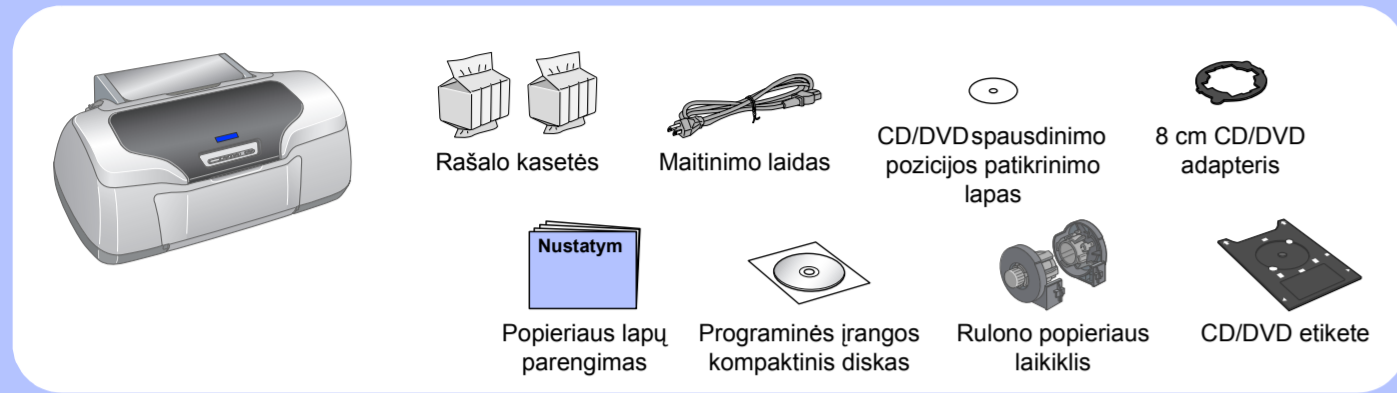 Rašalo kasetės
Maitinimo laidas
CD/DVD spausdinimo
pozicijos patikrinimo
lapas
8 cm CD/DVD
adapteris
Nustatym
Popieriaus lapų
parengimas
Programinės įrangos
kompaktinis diskas
Rulono popieriaus
laikiklis
CD/DVD etikete